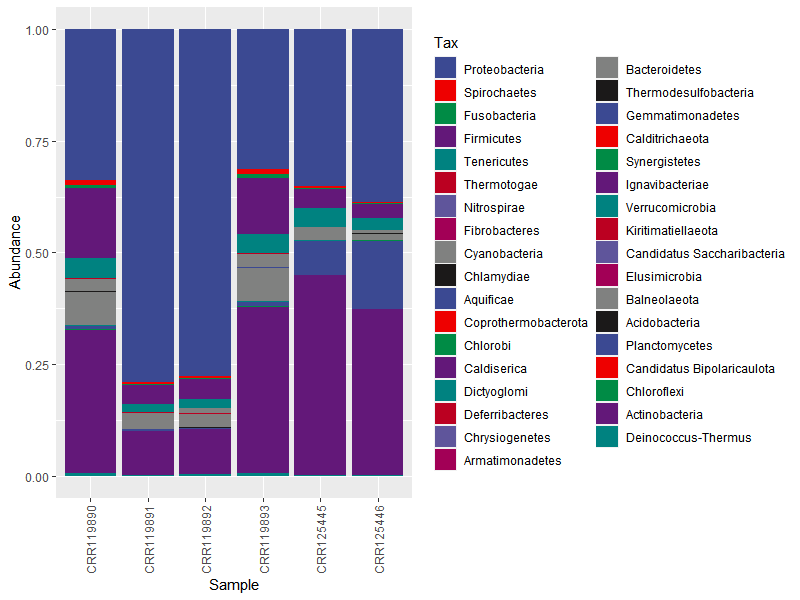 1.00
0.75
0.50
0.25
0.00
Abundance
CRR119890
CRR119891
CRR119892
CRR119893
CRR125445
CRR125446
Sample
Tax
Proteobacteria
Spirochaetes
Fusobacteria
Firmicutes
Tenericutes
Thermotogae
Nitrospirae
Fibrobacteres
Cyanobacteria
Chlamydiae
Aquificae
Coprothermobacterota
Chlorobi
Caldiserica
Dictyoglomi
Deferribacteres
Chrysiogenetes
Armatimonadetes
Bacteroidetes
Thermodesulfobacteria
Gemmatimonadetes
Calditrichaeota
Synergistetes
Ignavibacteriae
Verrucomicrobia
Kiritimatiellaeota
Candidatus Saccharibacteria
Elusimicrobia
Balneolaeota
Acidobacteria
Planctomycetes
Candidatus Bipolaricaulota
Chloroflexi
Actinobacteria
Deinococcus-Thermus